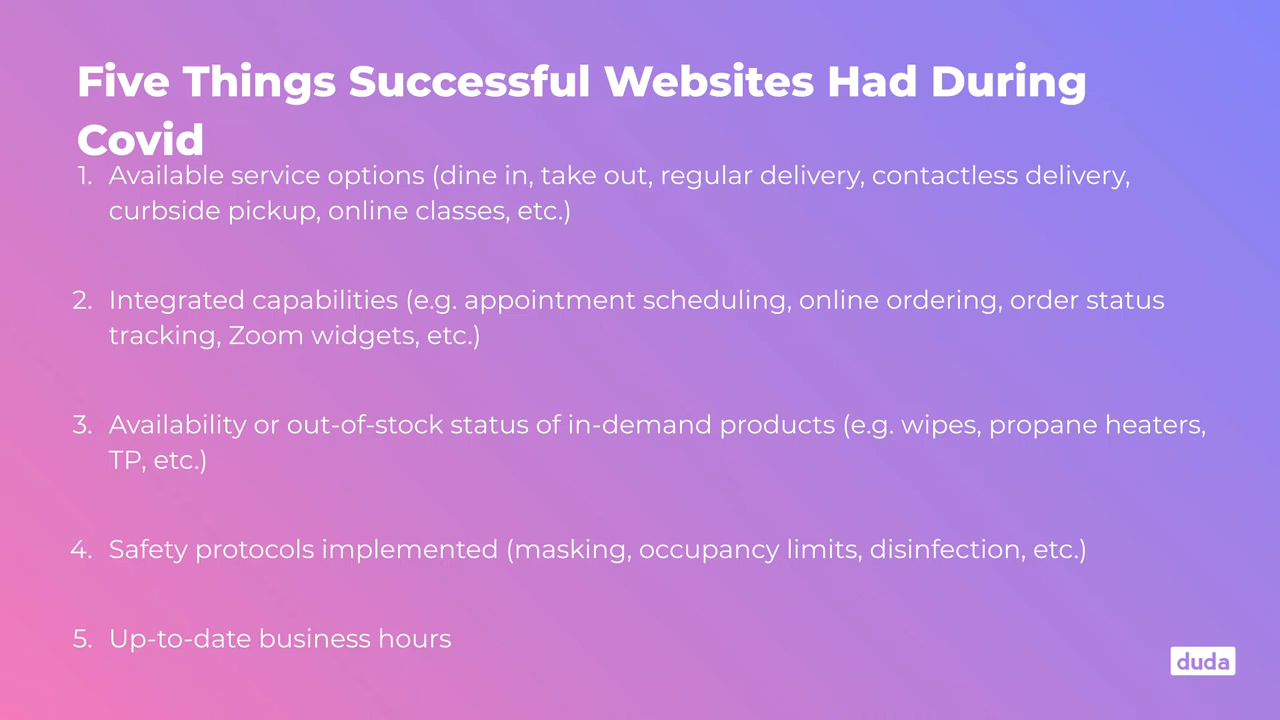 Five Things Successful Websites Had During
Covid
1. Available service options (dine in, take out, regular delivery, contactless delivery,
curbside pickup, online classes, etc.)
2. Integrated capabilities (e.g. appointment scheduling, online ordering, order status
tracking, Zoom widgets, etc.)
3. Availability or out-of-stock status of in-demand products (e.g. wipes, propane heaters,
TP, etc.)
4. Safety protocols implemented (masking, occupancy limits, disinfection, etc.)
5. Up-to-date business hours
duda